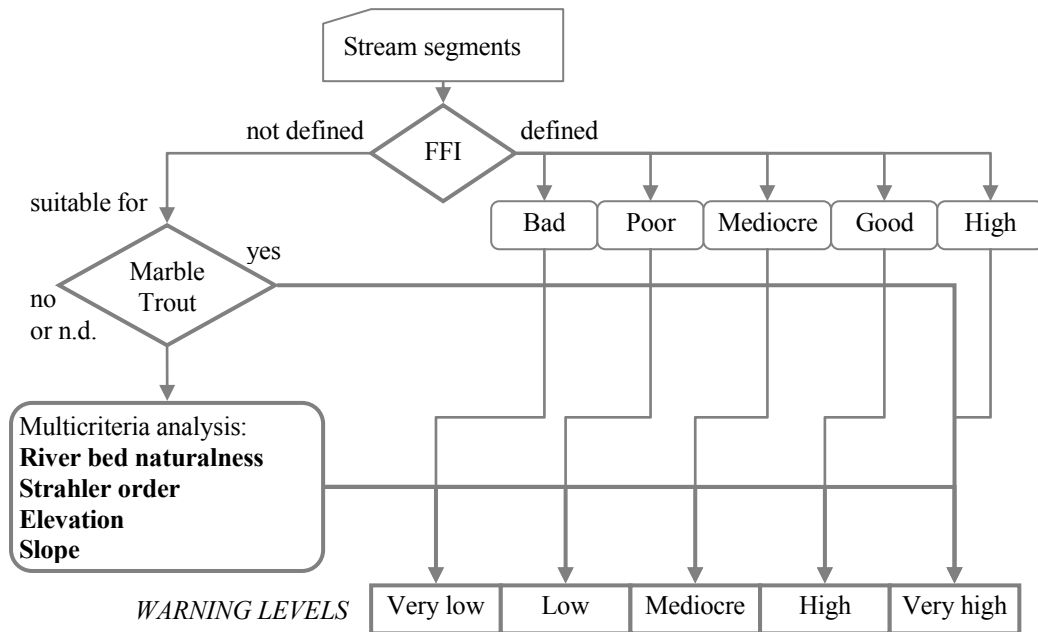 Stream segments
not defined
FFI
defined
suitable for
Bad
Poor
Mediocre
Good
High
yes
Marble
Trout
no
or n.d.
Multicriteria analysis:
River bed naturalness
Strahler order
Elevation
Slope
WARNING LEVELS
Very low
Low
Mediocre
High
Very high